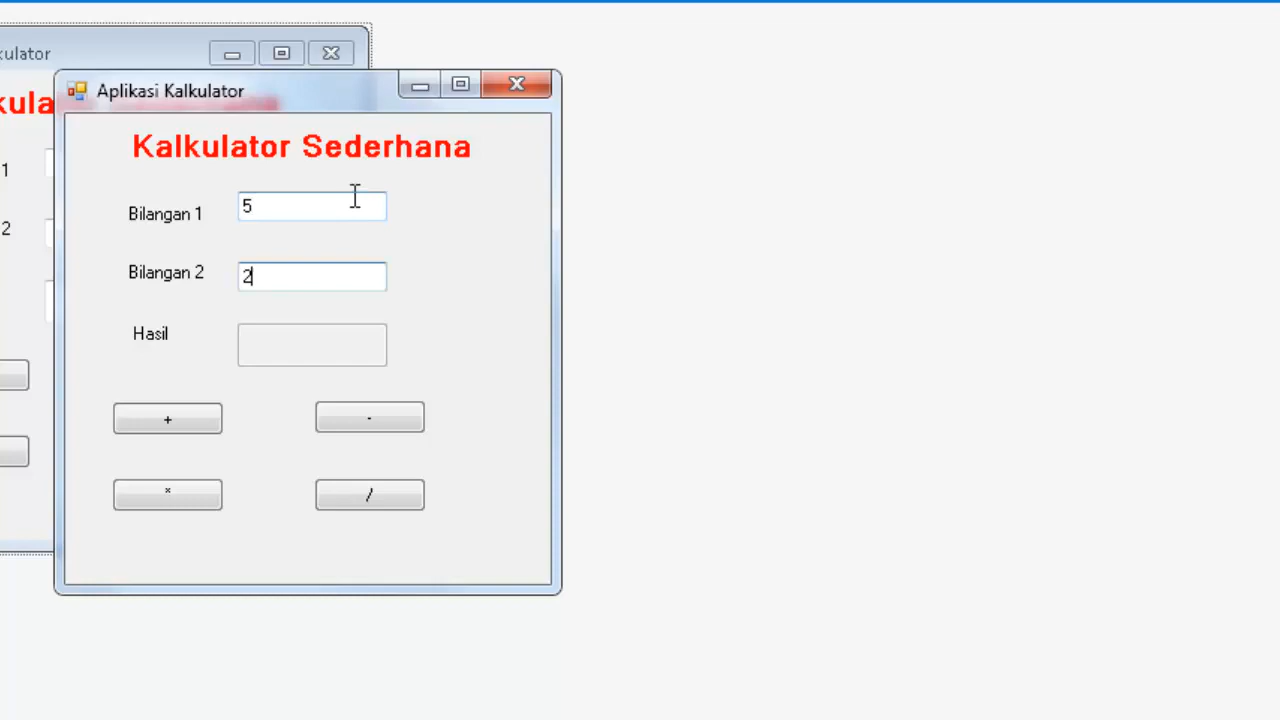 kulator
Aplikasi Kalkulator
kula
Kalkulator Sederhana
1
Bilangan 1
5
2
Bilangan 2
2
Hasil
+
-
*
/